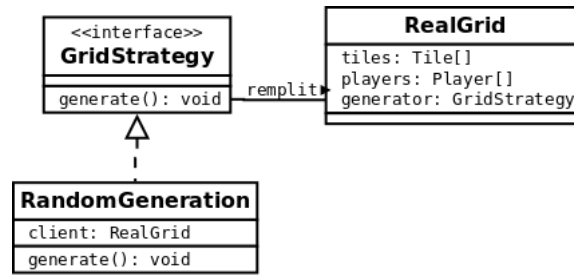 <<interface>>
GridStrategy
generate(): void
remplit
RealGrid
tiles: Tile[]
players: Player[]
generator: GridStrategy
RandomGeneration
client: RealGrid
generate(): void